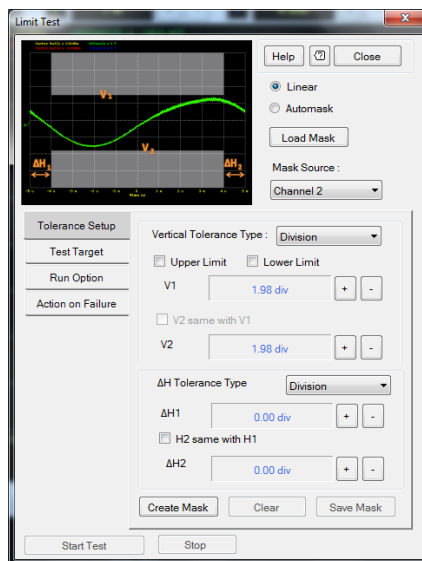 Limit Test
x
Help
Close
Linear
Automask
Load Mask
Mask Source :
Channel 2
V1
V
ΔH1
ΔH2
Tolerance Setup
Test Target
Run Option
Action on Failure
Vertical Tolerance Type : Division
Upper Limit Lower Limit
V1 1.98 div + -
V2 same with V1
V2 1.98 div + -
ΔH Tolerance Type Division
ΔH1 0.00 div + -
H2 same with H1
ΔH2 0.00 div + -
Create Mask Clear Save Mask
Start Test Stop